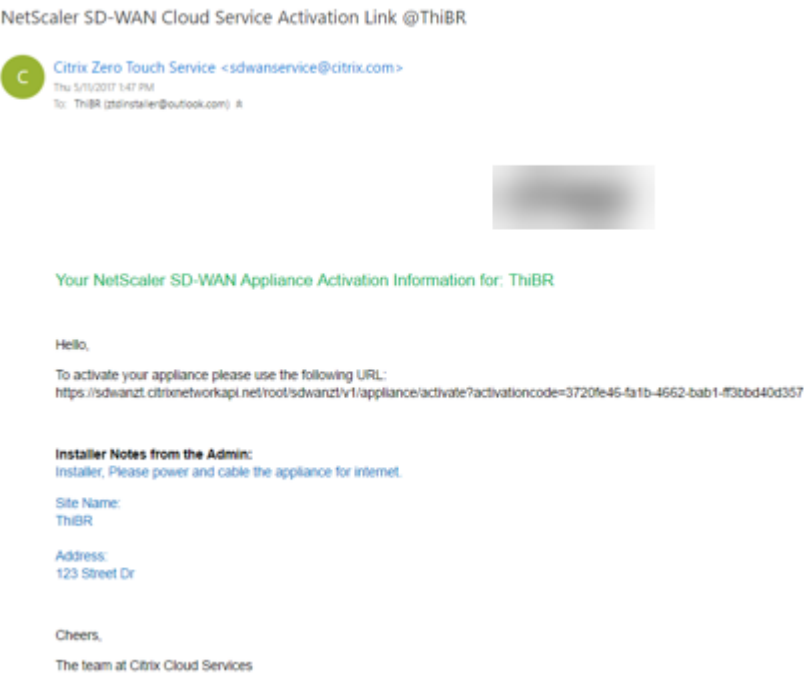 NetScaler SD-WAN Cloud Service Activation Link @ThiBR
C
Citrix Zero Touch Service <sdwanservice@citrix.com>
Thu 5/11/2017 1:47 PM
To: ThiBR (ztdinstaller@outlook.com)
Your NetScaler SD-WAN Appliance Activation Information for: ThiBR
Hello,
To activate your appliance please use the following URL:
https://sdwanzt.citrixnetworkapi.net/root/sdwanzt/v1/appliance/activate?activationcode=3720fe46-fa1b-4662-bab1-ff3bbd40d357
Installer Notes from the Admin:
Installer, Please power and cable the appliance for internet.
Site Name:
ThiBR
Address:
123 Street Dr
Cheers,
The team at Citrix Cloud Services